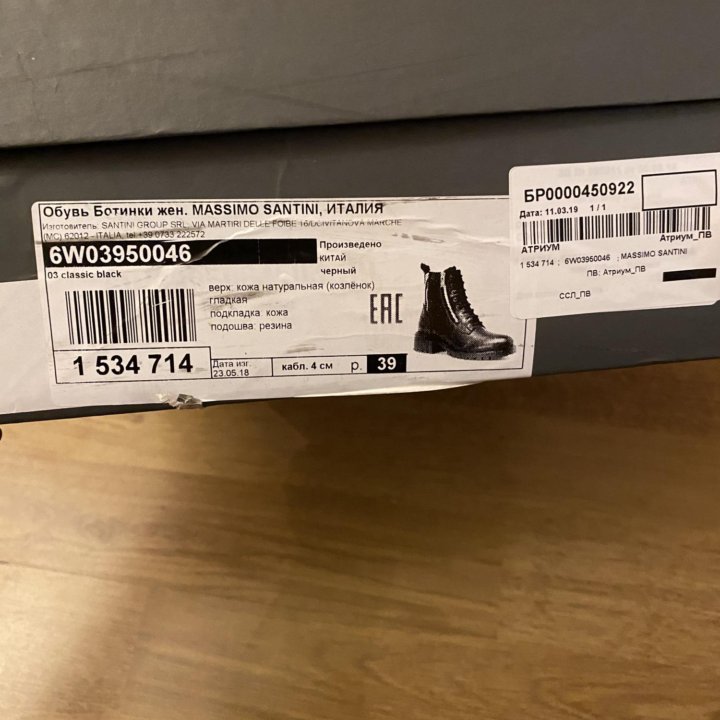 Обувь Ботинки жен. MASSIMO SANTINI, ИТАЛИЯ
Изготовитель: SANTINI GROUP SRL, VIA MARTIRI DELLE FOIBE 16/DCIVITANOVA MARCHE
(MC) 62012 - ITALIA, tel +39 0733 222572
6W03950046
03 classic black
Произведено
китай
черный
верх: кожа натуральная (козлёнок)
гладкая
подкладка: кожа
подошва: резина
EAC
1 534 714
Дата изг.
23.05.18
кабл. 4 см
р. 39
БР0000450922
Дата: 11.03.19 1 / 1
АТРИУМ
Атриум_ПВ
1 534 714 ; 6W03950046 ; MASSIMO SANTINI
ПВ: Атриум_ПВ
ССЛ_ПВ